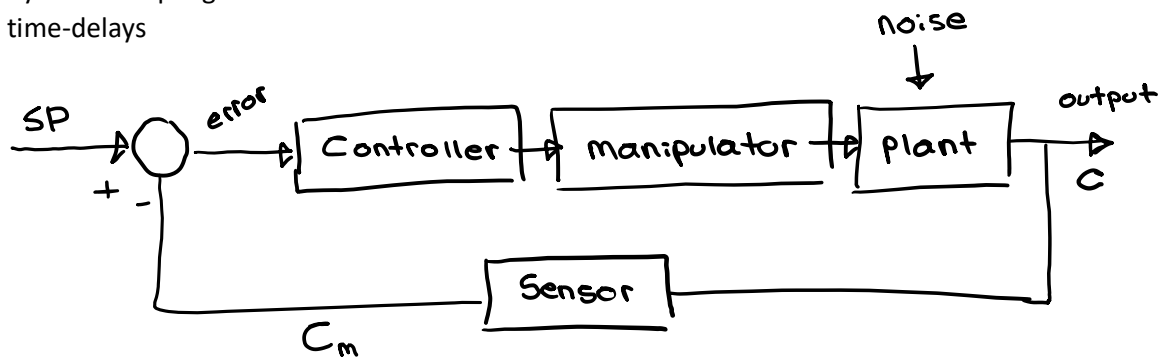 time-delays
noise
SP
error
output
Controller
manipulator
plant
+
-
C
Sensor
Cm